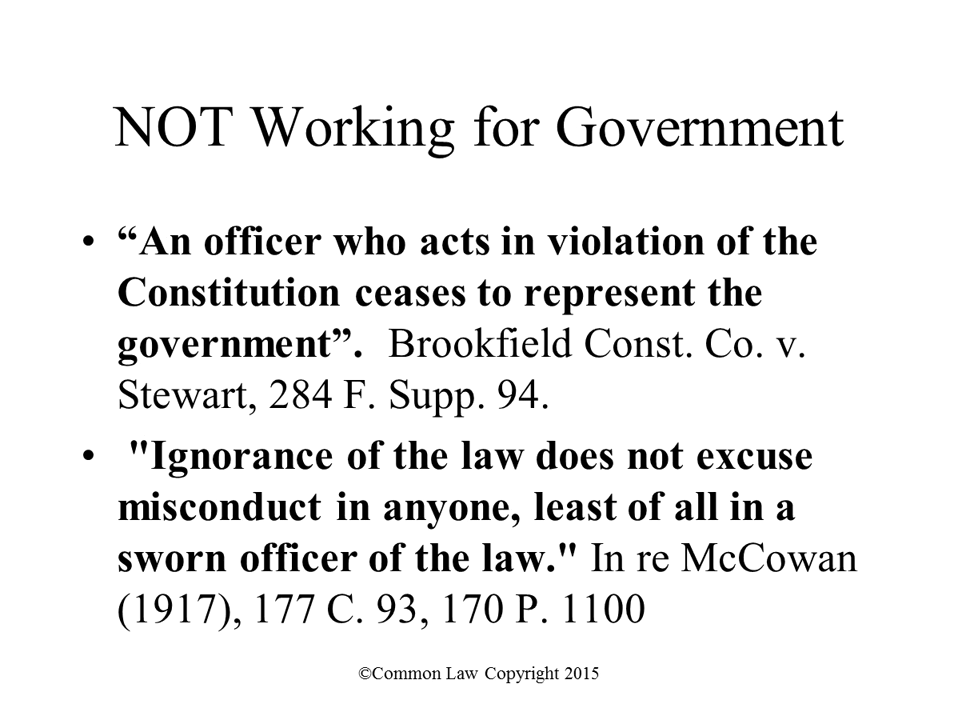 NOT Working for Government
• “An officer who acts in violation of the
Constitution ceases to represent the
government”. Brookfield Const. Co. v.
Stewart, 284 F. Supp. 94.
• "Ignorance of the law does not excuse
misconduct in anyone, least of all in a
sworn officer of the law." In re McCowan
(1917), 177 C. 93, 170 P. 1100
©Common Law Copyright 2015